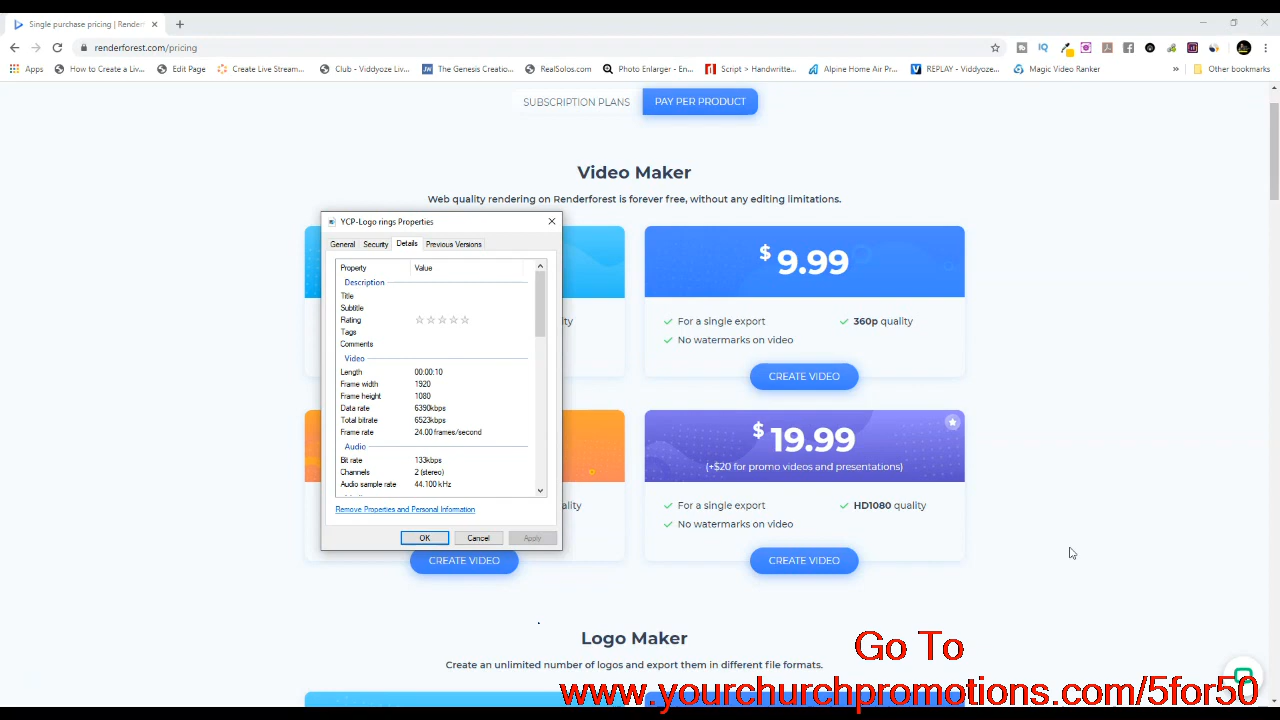 Single purchase pricing | Renderf
renderforest.com/pricing
Apps
How to Create a Liv...
Edit Page
Create Live Stream...
Club - Viddyoze Liv...
The Genesis Creatio...
RealSolos.com
Photo Enlarger - En...
Script > Handwritte...
Alpine Home Air Pr...
REPLAY - Viddyoze...
Magic Video Ranker
»
Other bookmarks
SUBSCRIPTION PLANS
PAY PER PRODUCT
Video Maker
Web quality rendering on Renderforest is forever free, without any editing limitations.
YCP-Logo rings Properties
General Security Details Previous Versions
Property Value
Description
Title
Subtitle
Rating
Tags
Comments
Video
Length 00:00:10
Frame width 1920
Frame height 1080
Data rate 6390kbps
Total bitrate 6523kbps
Frame rate 24.00 frames/second
Audio
Bit rate 133kbps
Channels 2 (stereo)
Audio sample rate 44.100 kHz
Remove Properties and Personal Information
OK Cancel Apply
$ 9.99
For a single export
360p quality
No watermarks on video
CREATE VIDEO
$ 19.99
(+$20 for promo videos and presentations)
For a single export
HD1080 quality
No watermarks on video
CREATE VIDEO
CREATE VIDEO
Logo Maker
Create an unlimited number of logos and export them in different file formats.
Go To
www.yourchurchpromotions.com/5for50